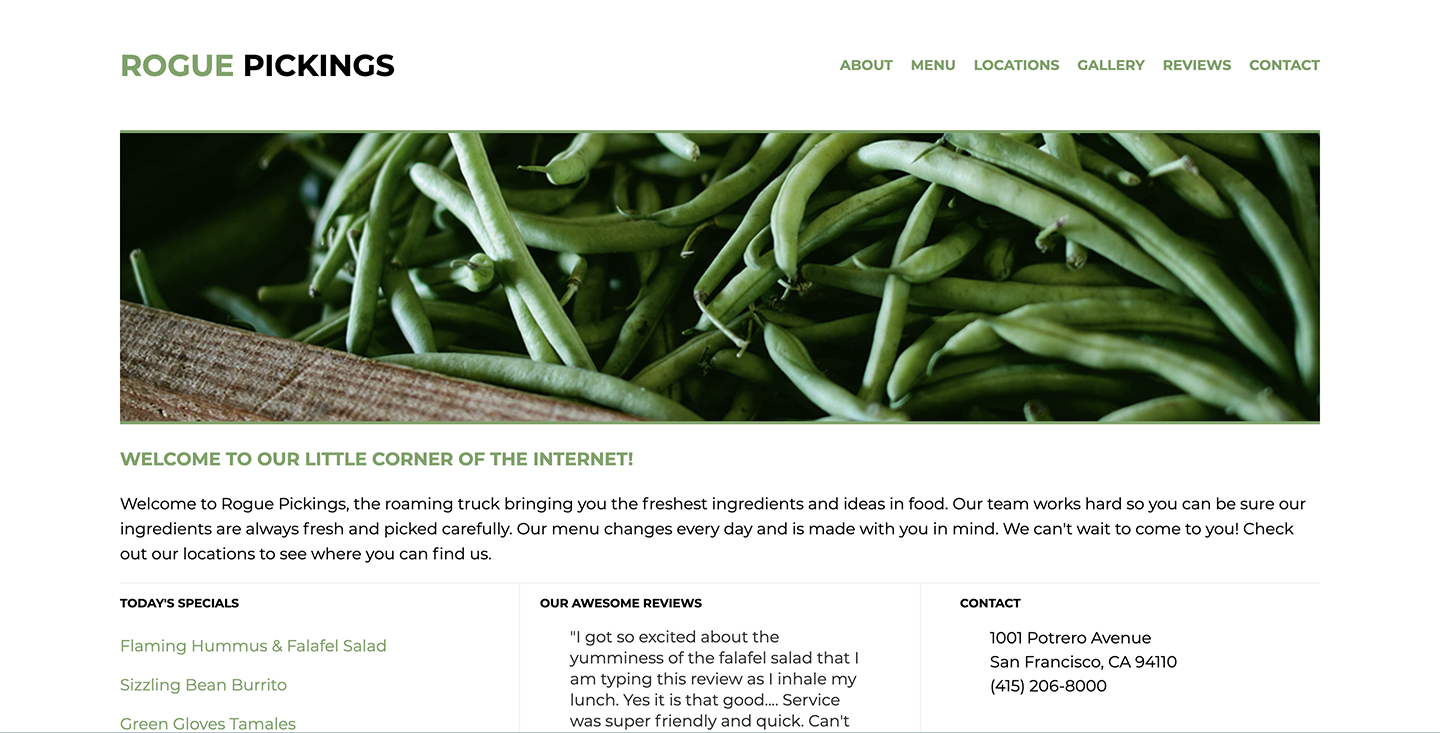 ROGUE PICKINGS
ABOUT MENU LOCATIONS GALLERY REVIEWS CONTACT
WELCOME TO OUR LITTLE CORNER OF THE INTERNET!
Welcome to Rogue Pickings, the roaming truck bringing you the freshest ingredients and ideas in food. Our team works hard so you can be sure our
ingredients are always fresh and picked carefully. Our menu changes every day and is made with you in mind. We can't wait to come to you! Check
out our locations to see where you can find us.
TODAY'S SPECIALS
Flaming Hummus & Falafel Salad
Sizzling Bean Burrito
Green Gloves Tamales
OUR AWESOME REVIEWS
"I got so excited about the
yumminess of the falafel salad that I
am typing this review as I inhale my
lunch. Yes it is that good.... Service
was super friendly and quick. Can't
CONTACT
1001 Potrero Avenue
San Francisco, CA 94110
(415) 206-8000